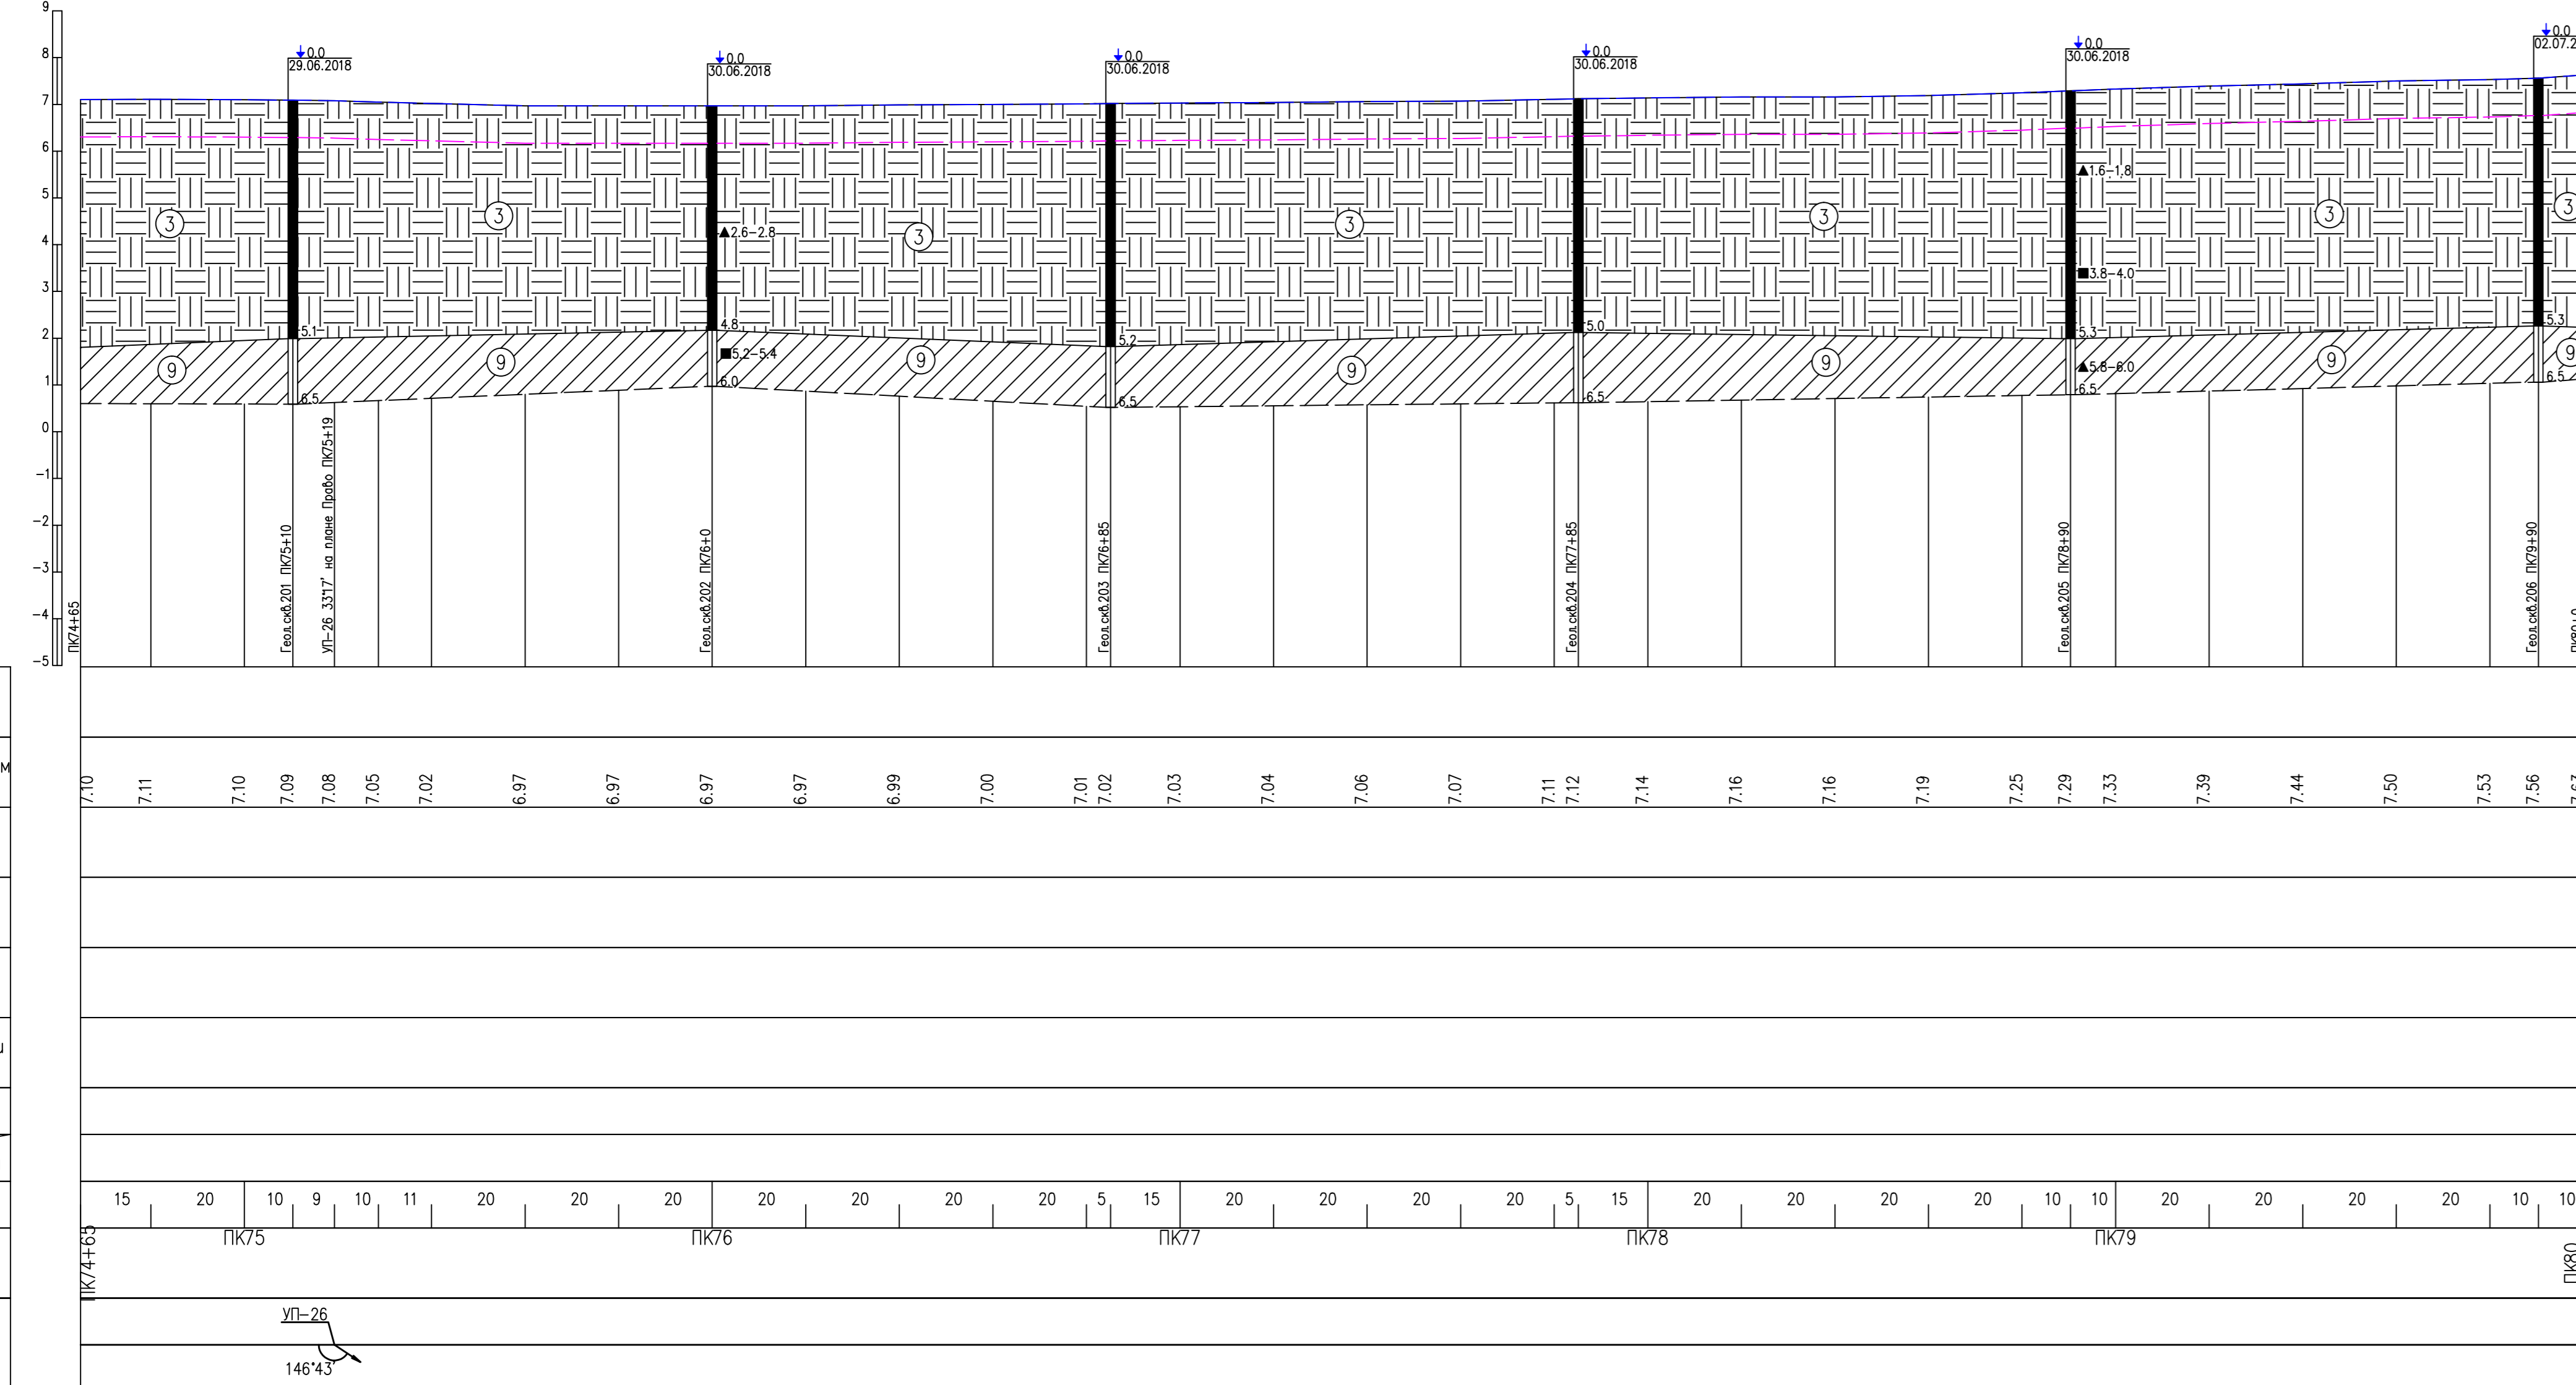 9
8
7
6
5
4
3
2
1
0
-1
-2
-3
-4
-5
0.0
29.06.2018
0.0
30.06.2018
0.0
30.06.2018
0.0
30.06.2018
0.0
30.06.2018
0.0
3 3 3 3 3 3 3
▲2.6-2.8
▲1.6-1.8
■3.8-4.0
5.1 4.8 5.2 5.0 5.3 5.3
9 9 9 9 9 9 9
■5.2-5.4
▲5.8-6.0
6.5 6.0 6.5 6.5 6.5 6.5
ПК74+65
Геол.скв.201 ПК75+10
УП-26 33°17' на плане Право ПК75+19
Геол.скв.202 ПК76+0
Геол.скв.203 ПК76+85
Геол.скв.204 ПК77+85
Геол.скв.205 ПК78+90
Геол.скв.206 ПК79+90
м
7.10 7.11 7.10 7.09 7.08 7.05 7.02 6.97 6.97 6.97 6.97 6.99 7.00 7.01 7.02 7.03 7.04 7.06 7.07 7.11 7.12 7.14 7.16 7.16 7.19 7.25 7.29 7.33 7.39 7.44 7.50 7.53 7.56
15 20 10 9 10 11 20 20 20 20 20 20 20 5 15 20 20 20 20 5 15 20 20 20 20 10 10 20 20 20 20 10 10
ПК74+65 ПК75 ПК76 ПК77 ПК78 ПК79 ПК80
УП-26
146°43'